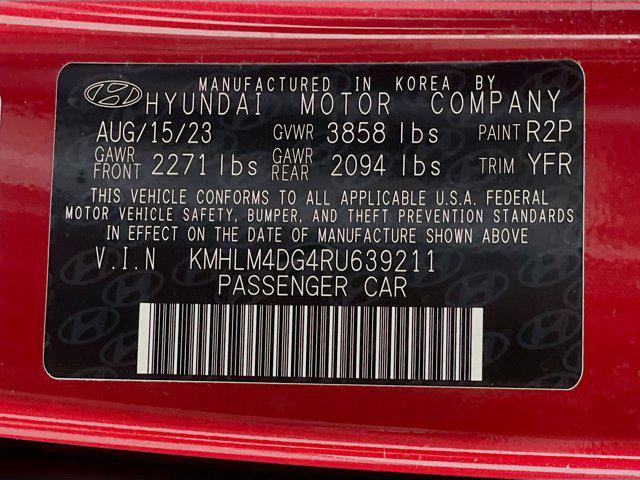 MANUFACTURED IN KOREA BY
HYUNDAI MOTOR COMPANY
AUG/15/23 GVWR 3858 lbs PAINT R2P
GAWR FRONT 2271 lbs GAWR REAR 2094 lbs TRIM YFR
THIS VEHICLE CONFORMS TO ALL APPLICABLE U.S.A. FEDERAL
MOTOR VEHICLE SAFETY, BUMPER, AND THEFT PREVENTION STANDARDS
IN EFFECT ON THE DATE OF MANUFACTURE SHOWN ABOVE
V.I.N KMHLM4DG4RU639211
PASSENGER CAR